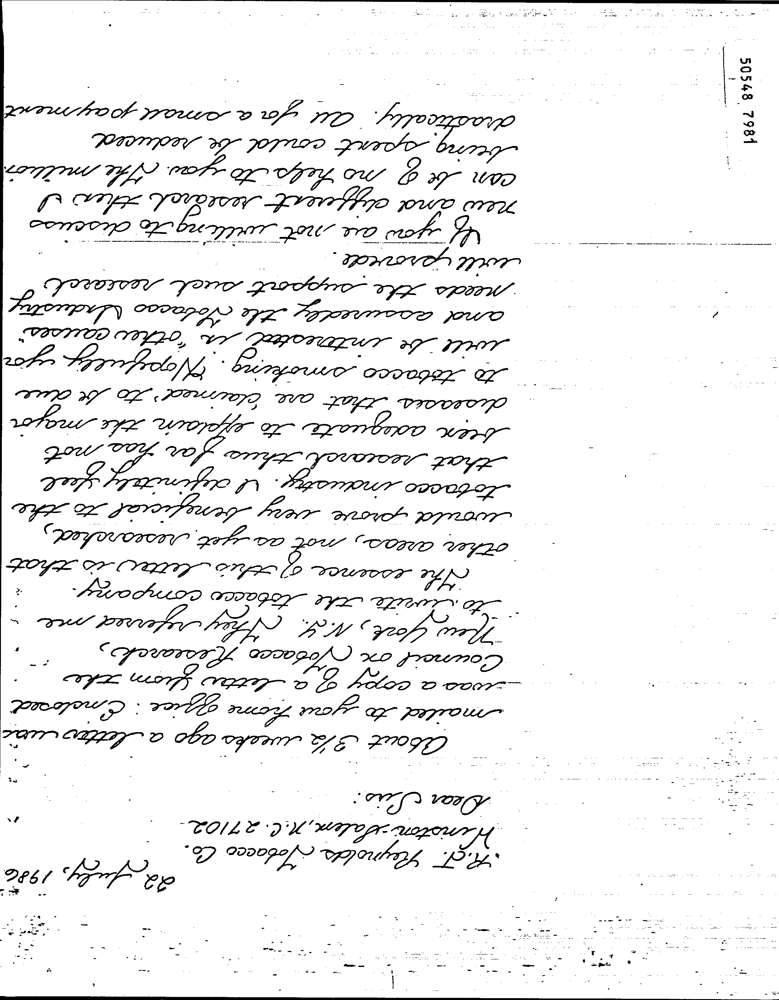 22 July, 1986
R.J. Reynolds Tobacco Co.
Winston-Salem, N.C. 27102
Dear Sirs:
About 3½ weeks ago a letter was
mailed to your home office. Enclosed
was a copy of a letter from the
Council on Tobacco Research,
New York, N.Y. They referred me
to write the tobacco company.
The essence of this letter is that
other areas, not as yet researched,
would prove very beneficial to the
tobacco industry. I definitely feel
that research thus far has not
been adequate to explain the major
diseases that are "claimed" to be due
to tobacco smoking. Hopefully you
will be interested in "other causes"
and assuredly the Tobacco Industry
needs the support such research
will provide.
If you are not willing to discuss
new and different research then I
can be of no help to you. The million
being spent could be reduced
drastically. All for a small payment
50548 7981